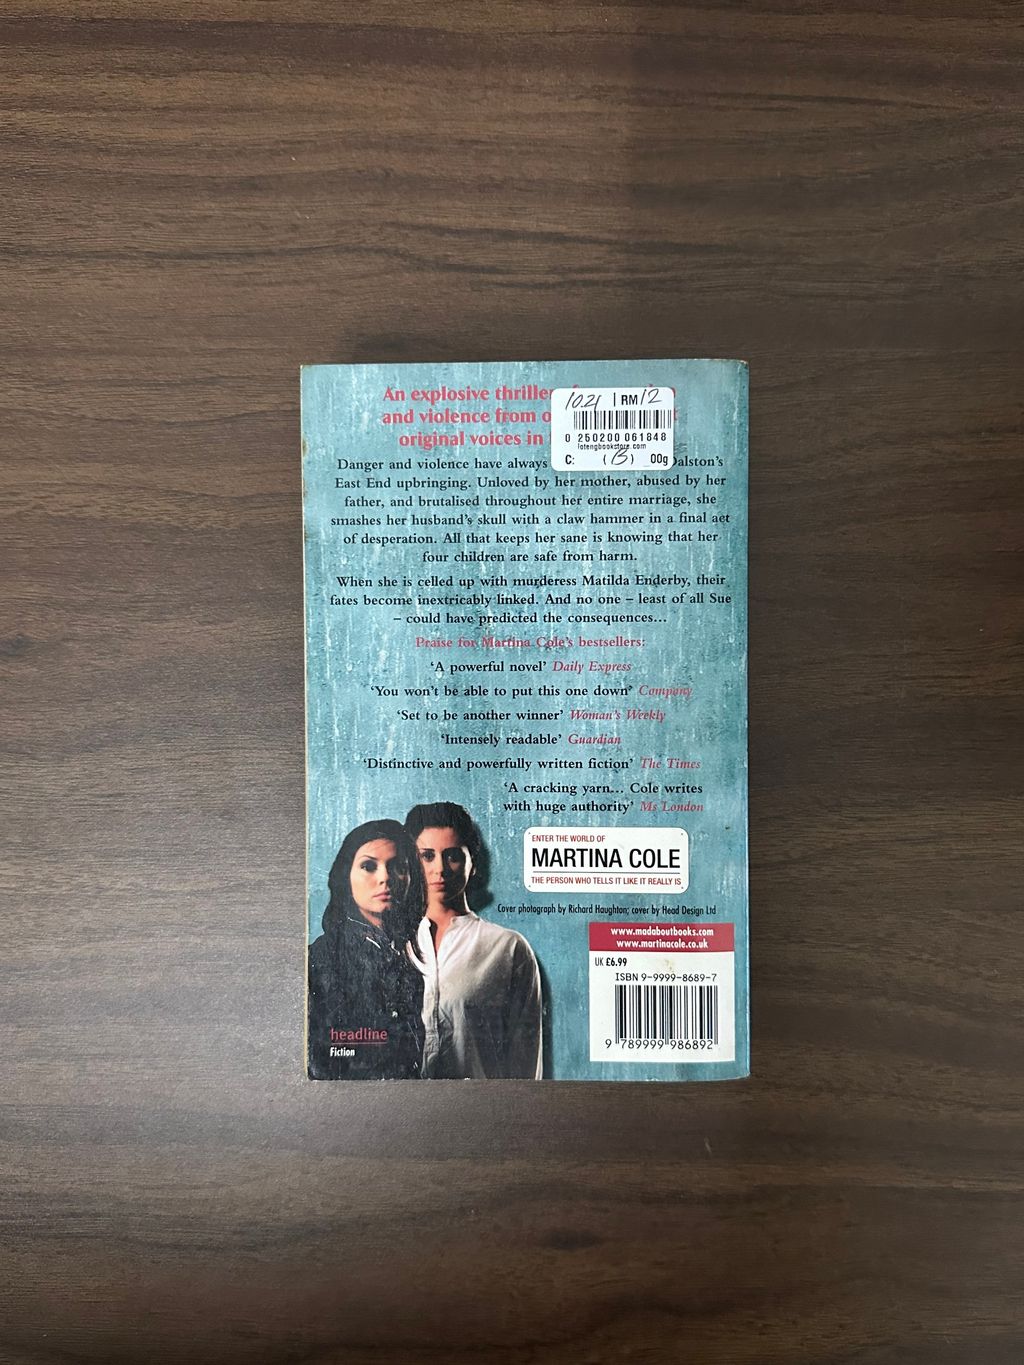 An explosive thriller
and violence from
original voices in
10.21 | RM 12
0 250200 061848
lotengbookstore.com
C: (B) 00g
Danger and violence have always Dalston's
East End upbringing. Unloved by her mother, abused by her
father, and brutalised throughout her entire marriage, she
smashes her husband's skull with a claw hammer in a final act
of desperation. All that keeps her sane is knowing that her
four children are safe from harm.
When she is celled up with murderess Matilda Enderby, their
fates become inextricably linked. And no one – least of all Sue
– could have predicted the consequences...
Praise for Martina Cole's bestsellers:
'A powerful novel' Daily Express
'You won't be able to put this one down' Company
'Set to be another winner' Woman's Weekly
'Intensely readable' Guardian
'Distinctive and powerfully written fiction' The Times
'A cracking yarn... Cole writes
with huge authority' Ms London
ENTER THE WORLD OF
MARTINA COLE
THE PERSON WHO TELLS IT LIKE IT REALLY IS
Cover photograph by Richard Haughton; cover by Head Design Ltd
www.madaboutbooks.com
www.martinacole.co.uk
UK £6.99
ISBN 9-9999-8689-7
9 789999 986892
headline
Fiction